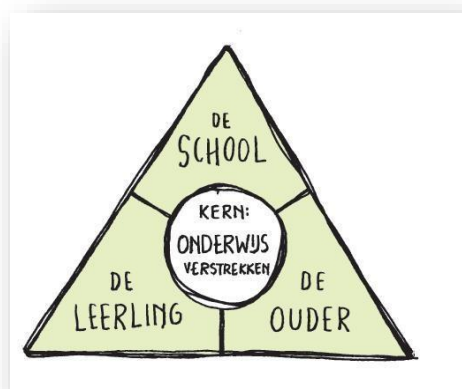 DE
SCHOOL
KERN:
ONDERWIJS
VERSTREKKEN
DE
LEERLING
DE
OUDER